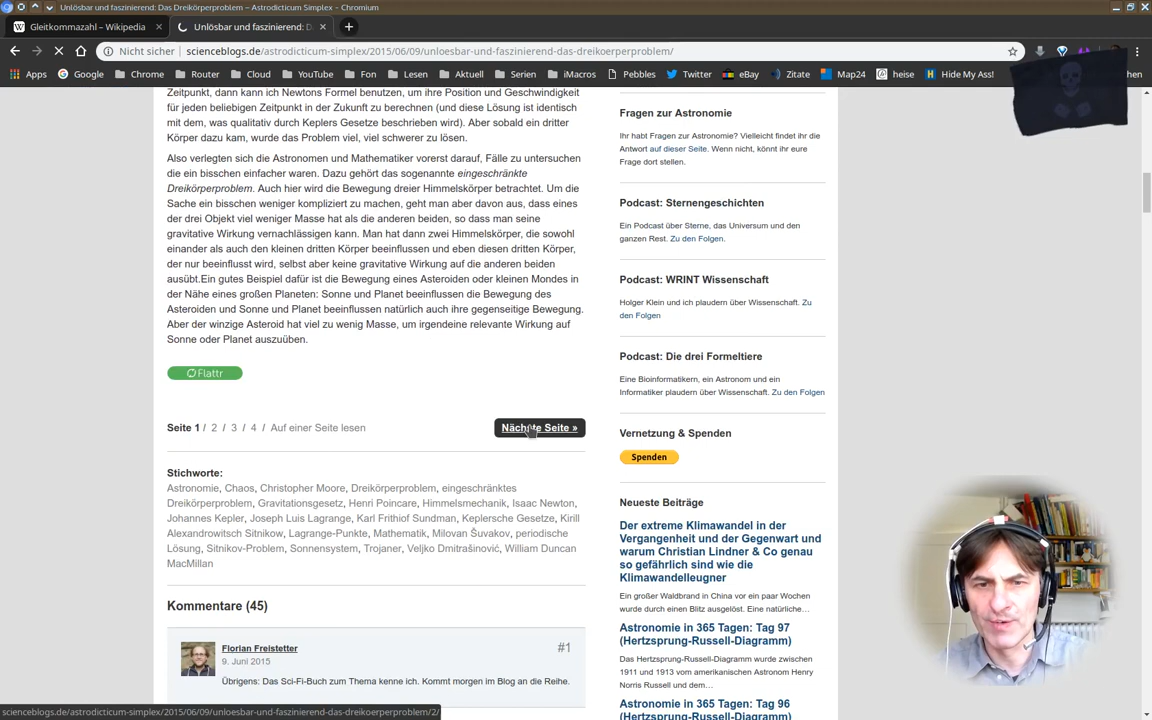 Unlösbar und faszinierend: Das Dreikörperproblem – Astrodicticum Simplex – Chromium
Gleitkommazahl – Wikipedia
Unlösbar und faszinierend: D
Nicht sicher | scienceblogs.de/astrodicticum-simplex/2015/06/09/unloesbar-und-faszinierend-das-dreikoerperproblem/
Apps Google Chrome Router Cloud YouTube Fon Lesen Aktuell Serien iMacros Pebbles Twitter eBay Zitate Map24 heise Hide My Ass!
Zeitpunkt, dann kann ich Newtons Formel benutzen, um ihre Position und Geschwindigkeit
für jeden beliebigen Zeitpunkt in der Zukunft zu berechnen (und diese Lösung ist identisch
mit dem, was qualitativ durch Keplers Gesetze beschrieben wird). Aber sobald ein dritter
Körper dazu kam, wurde das Problem viel, viel schwerer zu lösen.
Also verlegten sich die Astronomen und Mathematiker vorerst darauf, Fälle zu untersuchen
die ein bisschen einfacher waren. Dazu gehört das sogenannte eingeschränkte
Dreikörperproblem. Auch hier wird die Bewegung dreier Himmelskörper betrachtet. Um die
Sache ein bisschen weniger kompliziert zu machen, geht man aber davon aus, dass eines
der drei Objekt viel weniger Masse hat als die anderen beiden, so dass man seine
gravitative Wirkung vernachlässigen kann. Man hat dann zwei Himmelskörper, die sowohl
einander als auch den kleinen dritten Körper beeinflussen und eben diesen dritten Körper,
der nur beeinflusst wird, selbst aber keine gravitative Wirkung auf die anderen beiden
ausübt.Ein gutes Beispiel dafür ist die Bewegung eines Asteroiden oder kleinen Mondes in
der Nähe eines großen Planeten: Sonne und Planet beeinflussen die Bewegung des
Asteroiden und Sonne und Planet beeinflussen natürlich auch ihre gegenseitige Bewegung.
Aber der winzige Asteroid hat viel zu wenig Masse, um irgendeine relevante Wirkung auf
Sonne oder Planet auszuüben.
Flattr
Seite 1 / 2 / 3 / 4 / Auf einer Seite lesen
Nächste Seite »
Stichworte:
Astronomie, Chaos, Christopher Moore, Dreikörperproblem, eingeschränktes
Dreikörperproblem, Gravitationsgesetz, Henri Poincare, Himmelsmechanik, Isaac Newton,
Johannes Kepler, Joseph Luis Lagrange, Karl Frithiof Sundman, Keplersche Gesetze, Kirill
Alexandrowitsch Sitnikow, Lagrange-Punkte, Mathematik, Milovan Šuvakov, periodische
Lösung, Sitnikov-Problem, Sonnensystem, Trojaner, Veljko Dmitrašinović, William Duncan
MacMillan
Kommentare (45)
Florian Freistetter
#1
9. Juni 2015
Übrigens: Das Sci-Fi-Buch zum Thema kenne ich. Kommt morgen im Blog an die Reihe.
Fragen zur Astronomie
Ihr habt Fragen zur Astronomie? Vielleicht findet ihr die
Antwort auf dieser Seite. Wenn nicht, könnt ihr eure
Frage dort stellen.
Podcast: Sternengeschichten
Ein Podcast über Sterne, das Universum und den
ganzen Rest. Zu den Folgen.
Podcast: WRINT Wissenschaft
Holger Klein und ich plaudern über Wissenschaft. Zu
den Folgen
Podcast: Die drei Formeltiere
Eine Bioinformatikern, ein Astronom und ein
Informatiker plaudern über Wissenschaft. Zu den Folgen
Vernetzung & Spenden
Spenden
Neueste Beiträge
Der extreme Klimawandel in der
Vergangenheit und der Gegenwart und
warum Christian Lindner & Co genau
so gefährlich sind wie die
Klimawandelleugner
Ein großer Waldbrand in China vor ein paar Wochen
wurde durch einen Blitz ausgelöst. Eine natürliche…
Astronomie in 365 Tagen: Tag 97
(Hertzsprung-Russell-Diagramm)
Das Hertzsprung-Russell-Diagramm wurde zwischen
1911 und 1913 vom amerikanischen Astronom Henry
Norris Russell und dem…
Astronomie in 365 Tagen: Tag 96
scienceblogs.de/astrodicticum-simplex/2015/06/09/unloesbar-und-faszinierend-das-dreikoerperproblem/2/